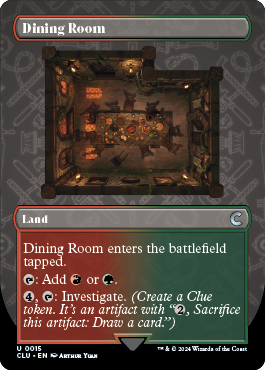 Dining Room
Land
Dining Room enters the battlefield
tapped.
: Add or .
4, : Investigate. (Create a Clue
token. It's an artifact with “2, Sacrifice
this artifact: Draw a card.”)
U 0015
CLU • EN Arthur Yuan
™ & © 2024 Wizards of the Coast